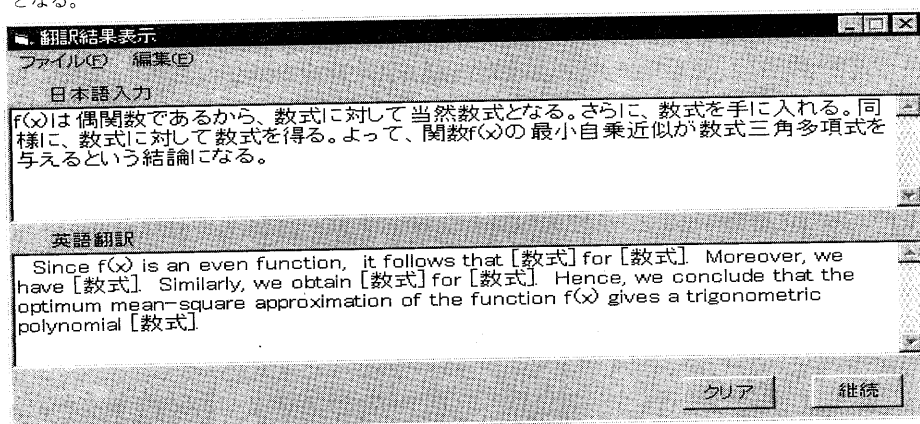 となる。
翻訳結果表示
ファイル(F) 編集(E)
日本語入力
f(x)は偶関数であるから、数式に対して当然数式となる。さらに、数式を手に入れる。同
様に、数式に対して数式を得る。よって、関数f(x)の最小自乗近似が数式三角多項式を
与えるという結論になる。
英語翻訳
Since f(x) is an even function, it follows that [数式] for [数式]. Moreover, we
have [数式]. Similarly, we obtain [数式] for [数式]. Hence, we conclude that the
optimum mean-square approximation of the function f(x) gives a trigonometric
polynomial [数式].
クリア 継続